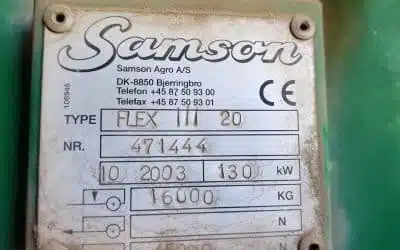 Samson
Samson Agro A/S
DK-8850 Bjerringbro
Telefon +45 87 50 93 00
Telefax +45 87 50 93 01
CE
106945
TYPE FLEX III 20
NR. 471444
10 2003 130 kW
16000 KG
N
N